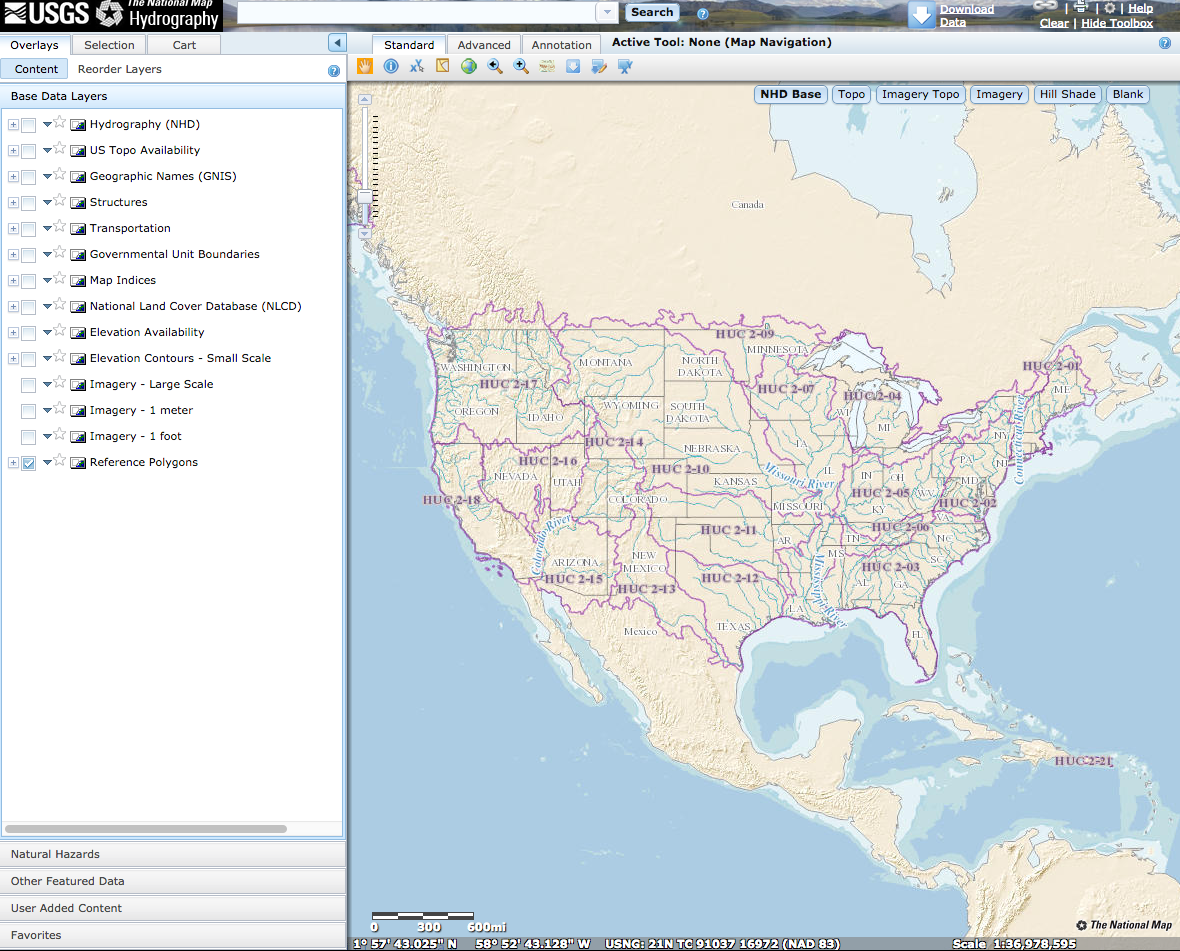 USGS The National Map
Hydrography
Search
Download
Data
| | | Help
Clear | Hide Toolbox
Overlays Selection Cart
Standard Advanced Annotation Active Tool: None (Map Navigation)
Content Reorder Layers
Base Data Layers
NHD Base Topo Imagery Topo Imagery Hill Shade Blank
Hydrography (NHD)
US Topo Availability
Geographic Names (GNIS)
Structures
Transportation
Governmental Unit Boundaries
Map Indices
National Land Cover Database (NLCD)
Elevation Availability
Elevation Contours - Small Scale
Imagery - Large Scale
Imagery - 1 meter
Imagery - 1 foot
Reference Polygons
Natural Hazards
Other Featured Data
User Added Content
Favorites
Canada
HUC 2-09
MINNESOTA
WASHINGTON
MONTANA
NORTH
DAKOTA
HUC 2-01
ME
HUC 2-17
HUC 2-07
HUC 2-04
OREGON
IDAHO
WYOMING
SOUTH
DAKOTA
WI
MI
Connecticut River
NY
HUC 2-14
IA
NEBRASKA
PA
NJ
HUC 2-16
HUC 2-10
Missouri River
IL
IN
OH
MD
NEVADA
UTAH
KANSAS
HUC 2-18
COLORADO
HUC 2-05
WV
HUC 2-02
MISSOURI
KY
VA
Colorado River
HUC 2-11
HUC 2-06
AR
TN
NC
ARIZONA
NEW
MEXICO
Mississippi River
MS
SC
HUC 2-03
HUC 2-15
HUC 2-12
AL
GA
HUC 2-13
LA
Mexico
TEXAS
FL
HUC 2-21
0 300 600mi
The National Map
1° 57' 43.025" N 58° 52' 43.128" W USNG: 21N TC 91037 16972 (NAD 83) Scale 1:36,978,595